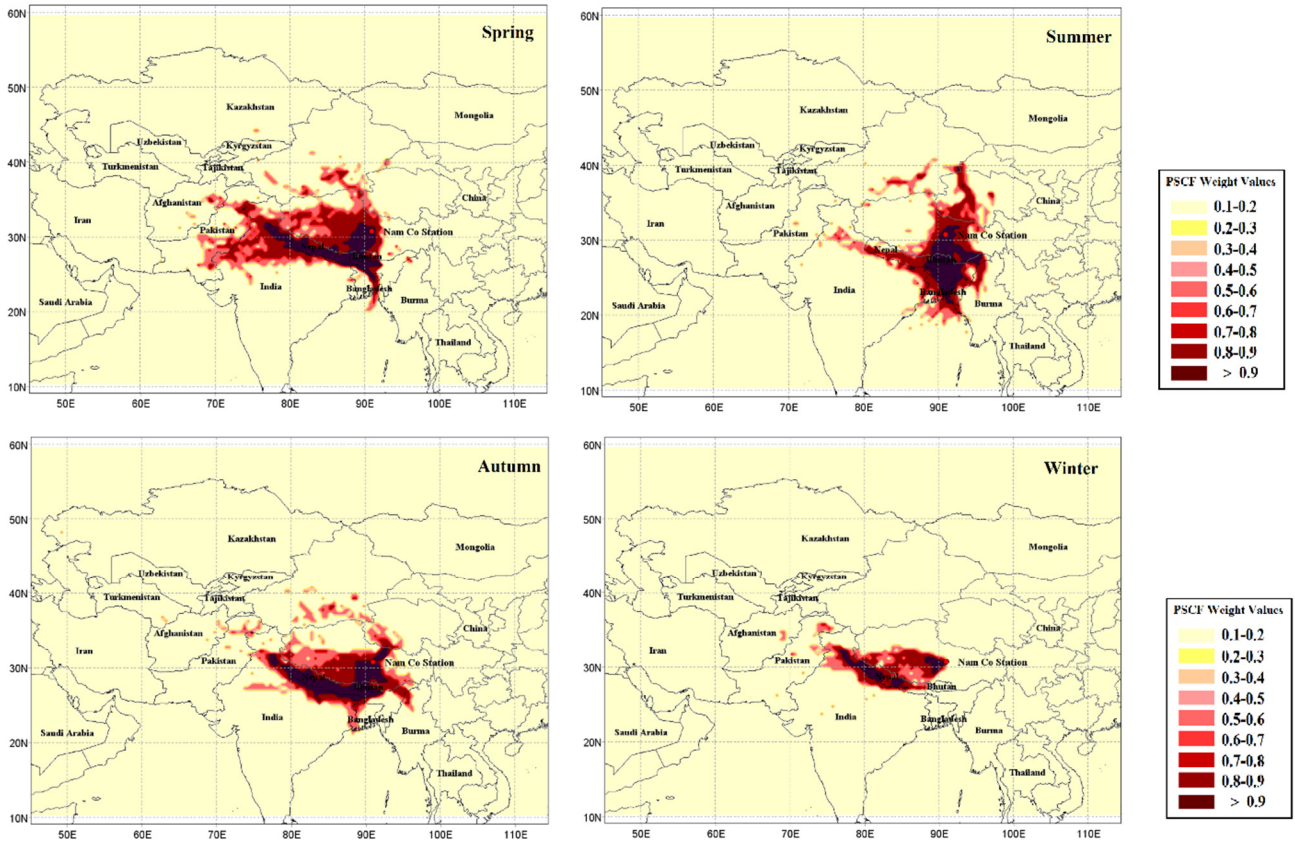 60N
Spring
50N
Kazakhstan
Mongolia
Uzbekistan
Kyrgyzstan
40N
Turkmenistan
Tajikistan
China
Afghanistan
Iran
Pakistan
Nam Co Station
30N
Nepal
Bhutan
India
Bangladesh
Saudi Arabia
Burma
20N
Thailand
10N
50E 60E 70E 80E 90E 100E 110E
60N
Summer
50N
Kazakhstan
Mongolia
Uzbekistan
Kyrgyzstan
40N
Turkmenistan
Tajikistan
China
Afghanistan
Iran
Pakistan
Nam Co Station
30N
Nepal
India
Bangladesh
Saudi Arabia
Burma
20N
Thailand
10N
50E 60E 70E 80E 90E 100E 110E
PSCF Weight Values
0.1-0.2
0.2-0.3
0.3-0.4
0.4-0.5
0.5-0.6
0.6-0.7
0.7-0.8
0.8-0.9
> 0.9
60N
Autumn
50N
Kazakhstan
Mongolia
Uzbekistan
Kyrgyzstan
40N
Turkmenistan
Tajikistan
China
Afghanistan
Iran
Pakistan
Nam Co Station
30N
Nepal
Bhutan
India
Bangladesh
Saudi Arabia
Burma
20N
Thailand
10N
50E 60E 70E 80E 90E 100E 110E
60N
Winter
50N
Kazakhstan
Mongolia
Uzbekistan
Kyrgyzstan
40N
Turkmenistan
Tajikistan
China
Afghanistan
Iran
Pakistan
Nam Co Station
30N
Nepal
Bhutan
India
Bangladesh
Saudi Arabia
Burma
20N
Thailand
10N
50E 60E 70E 80E 90E 100E 110E
PSCF Weight Values
0.1-0.2
0.2-0.3
0.3-0.4
0.4-0.5
0.5-0.6
0.6-0.7
0.7-0.8
0.8-0.9
> 0.9